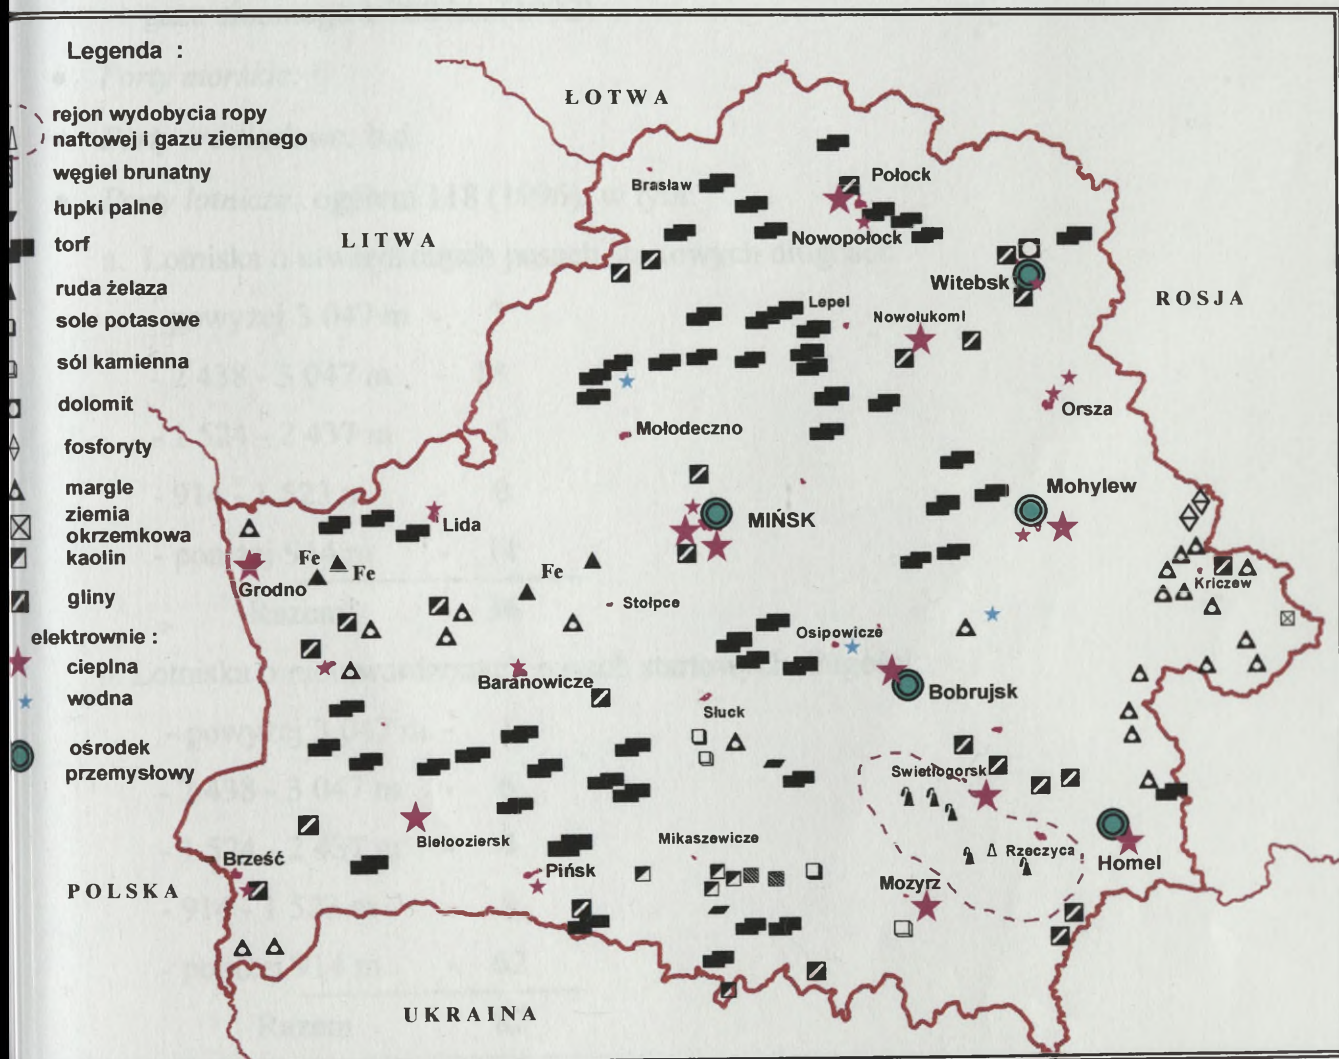 Legenda :
rejon wydobycia ropy
naftowej i gazu ziemnego
węgiel brunatny
łupki palne
torf
ruda żelaza
sole potasowe
sól kamienna
dolomit
fosforyty
margle
ziemia
okrzemkowa
kaolin
gliny
elektrownie :
cieplna
wodna
ośrodek
przemysłowy
ŁOTWA
LITWA
ROSJA
POLSKA
UKRAINA
Brasław
Połock
Nowopołock
Witebsk
Lepel
Nowołukoml
Orsza
Mołodeczno
Mohylew
Lida
MIŃSK
Fe
Fe
Fe
Grodno
Stołpce
Kriczew
Osipowicze
Baranowicze
Bobrujsk
Słuck
Swietłogorsk
Biełooziersk
Mikaszewicze
Rzeczyca
Homel
Brześć
Pińsk
Mozyrz